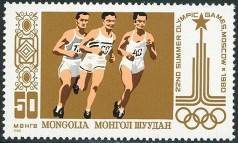 22ND SUMMER OLYMPIC GAMES, MOSCOW • 1980
50
МӨНГӨ
MONGOLIA МОНГОЛ ШУУДАН